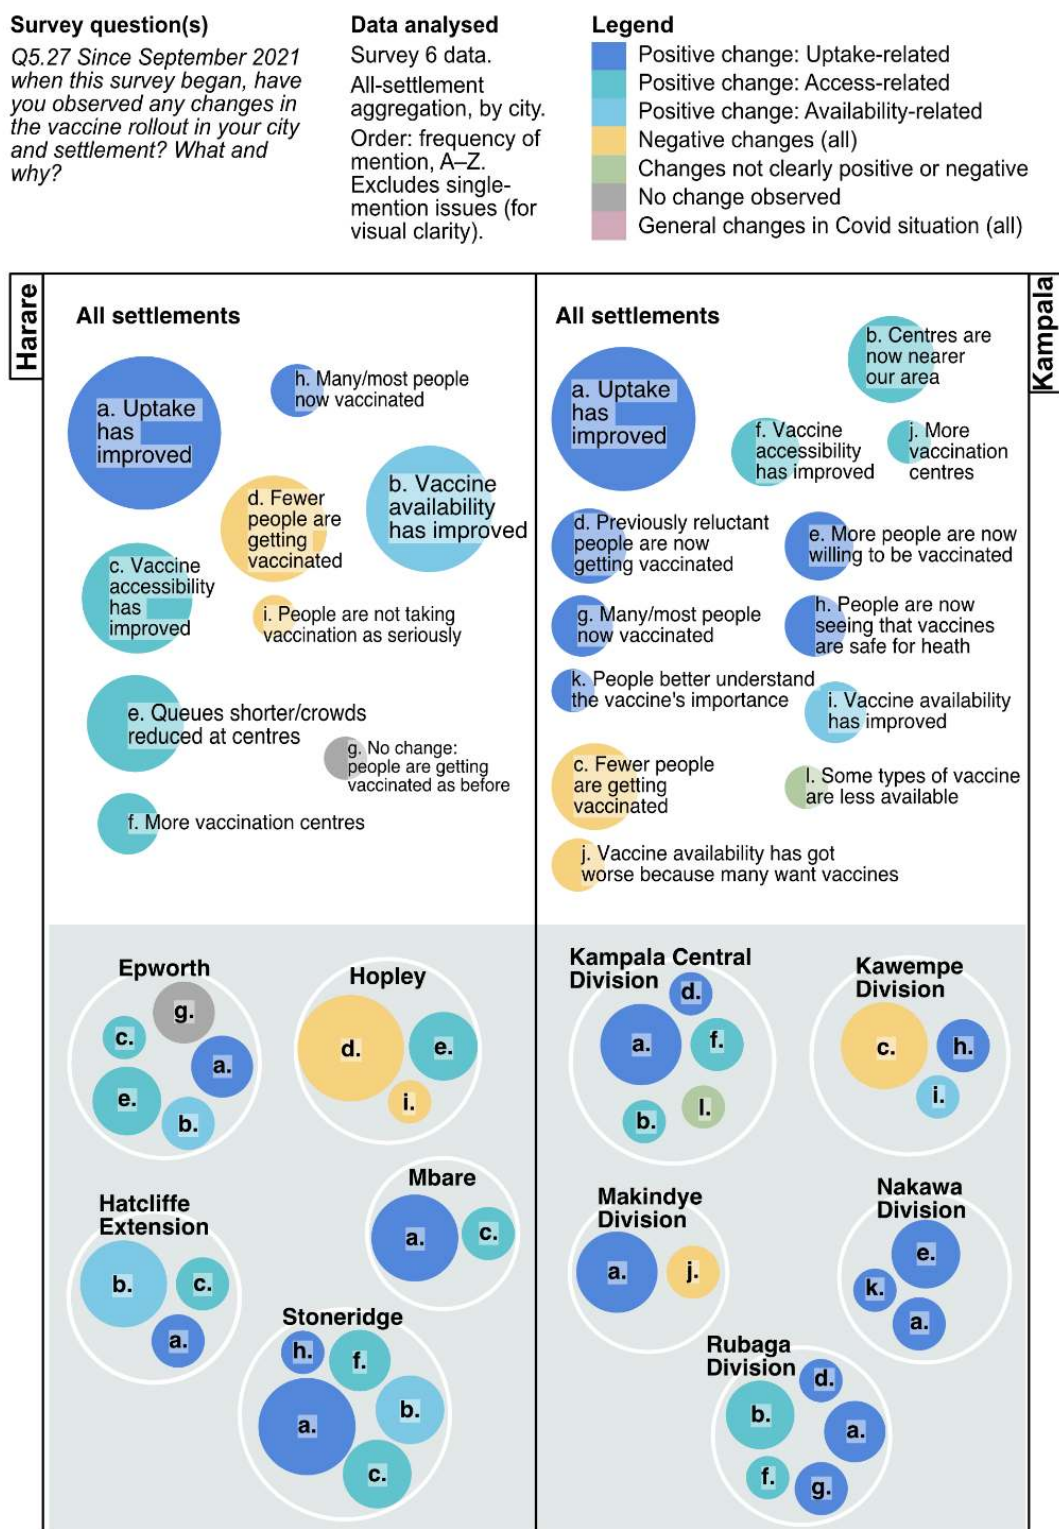 Survey question(s)
Q5.27 Since September 2021
when this survey began, have
you observed any changes in
the vaccine rollout in your city
and settlement? What and
why?
Data analysed
Survey 6 data.
All-settlement
aggregation, by city.
Order: frequency of
mention, A–Z.
Excludes single-
mention issues (for
visual clarity).
Legend
Positive change: Uptake-related
Positive change: Access-related
Positive change: Availability-related
Negative changes (all)
Changes not clearly positive or negative
No change observed
General changes in Covid situation (all)
Harare
All settlements
a. Uptake
has
improved
h. Many/most people
now vaccinated
b. Vaccine
availability
has improved
d. Fewer
people are
getting
vaccinated
c. Vaccine
accessibility
has
improved
i. People are not taking
vaccination as seriously
e. Queues shorter/crowds
reduced at centres
g. No change:
people are getting
vaccinated as before
f. More vaccination centres
Kampala
All settlements
a. Uptake
has
improved
b. Centres are
now nearer
our area
f. Vaccine
accessibility
has improved
j. More
vaccination
centres
d. Previously reluctant
people are now
getting vaccinated
e. More people are now
willing to be vaccinated
g. Many/most people
now vaccinated
h. People are now
seeing that vaccines
are safe for heath
k. People better understand
the vaccine's importance
i. Vaccine availability
has improved
c. Fewer people
are getting
vaccinated
l. Some types of vaccine
are less available
j. Vaccine availability has got
worse because many want vaccines
Epworth
g.
c.
a.
e.
b.
Hopley
d.
e.
i.
Mbare
a.
c.
Hatcliffe
Extension
b.
c.
a.
Stoneridge
h.
f.
a.
b.
c.
Kampala Central
Division
d.
a.
f.
b.
l.
Kawempe
Division
c.
h.
i.
Makindye
Division
a.
j.
Nakawa
Division
e.
k.
a.
Rubaga
Division
d.
b.
a.
f.
g.